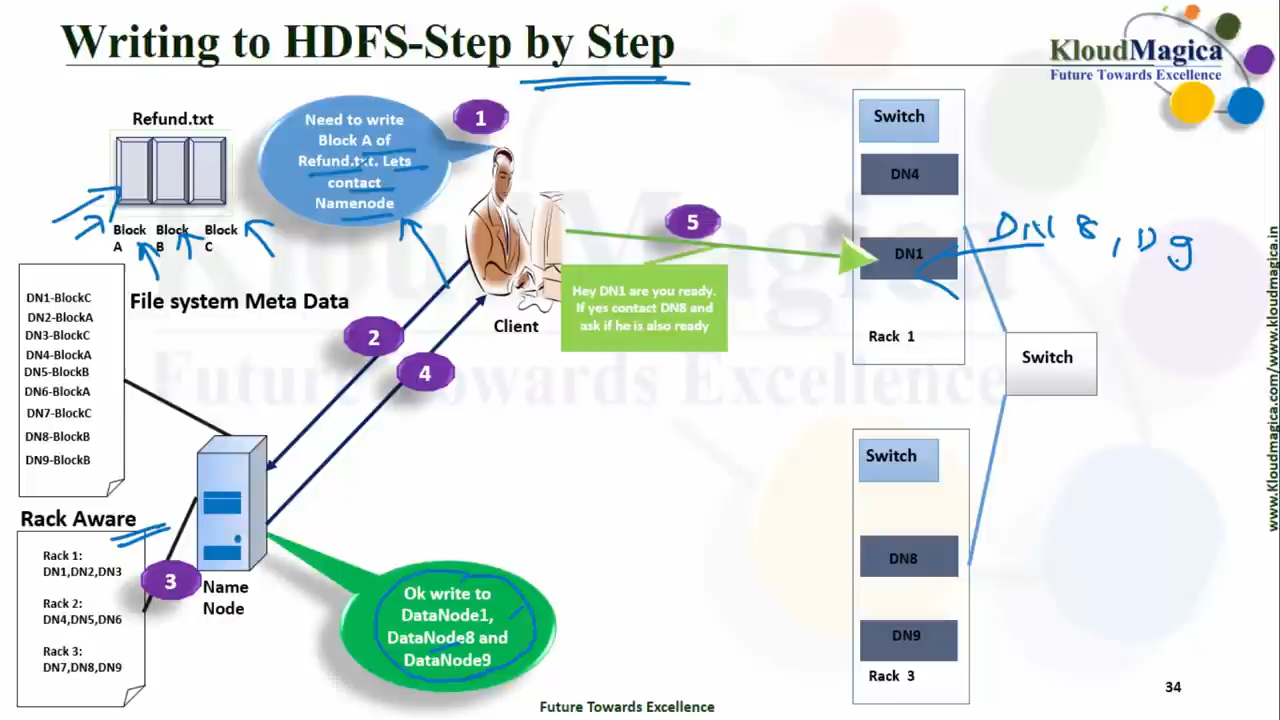 Writing to HDFS-Step by Step
KloudMagica
Future Towards Excellence
Refund.txt
Block A
Block B
Block C
Need to write
Block A of
Refund.txt. Lets
contact
Namenode
1
Client
2
4
5
Hey DN1 are you ready.
If yes contact DN8 and
ask if he is also ready
File system Meta Data
DN1-BlockC
DN2-BlockA
DN3-BlockC
DN4-BlockA
DN5-BlockB
DN6-BlockA
DN7-BlockC
DN8-BlockB
DN9-BlockB
Rack Aware
Rack 1:
DN1,DN2,DN3
Rack 2:
DN4,DN5,DN6
Rack 3:
DN7,DN8,DN9
3
Name
Node
Ok write to
DataNode1,
DataNode8 and
DataNode9
Switch
DN4
DN1
Rack 1
DN 8, D9
Switch
Switch
DN8
DN9
Rack 3
www.Kloudmagica.com/www.kloudmagica.in
KloudMagica
Future Towards Excellence
34
Future Towards Excellence